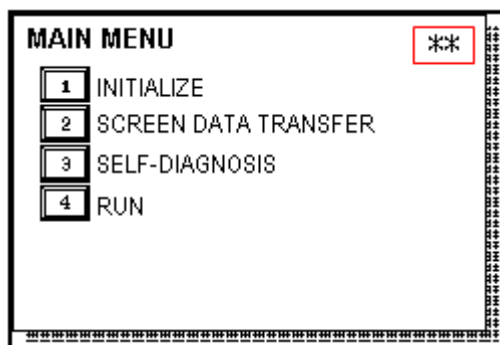 MAIN MENU
**
1 INITIALIZE
2 SCREEN DATA TRANSFER
3 SELF-DIAGNOSIS
4 RUN